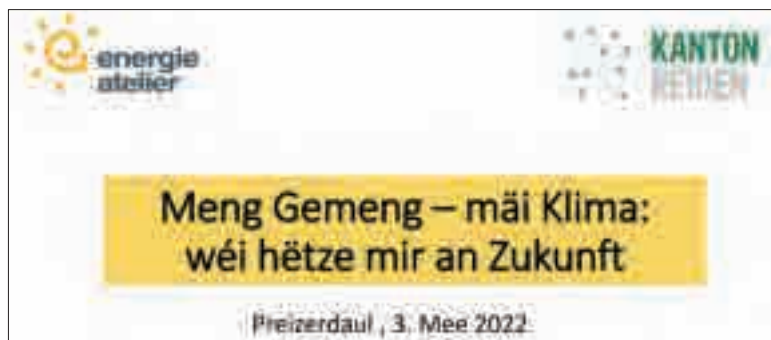 energie
atelier
KANTON
REIDEN
Meng Gemeng – mäi Klima:
wéi hëtze mir an Zukunft
Preizerdaul , 3. Mee 2022